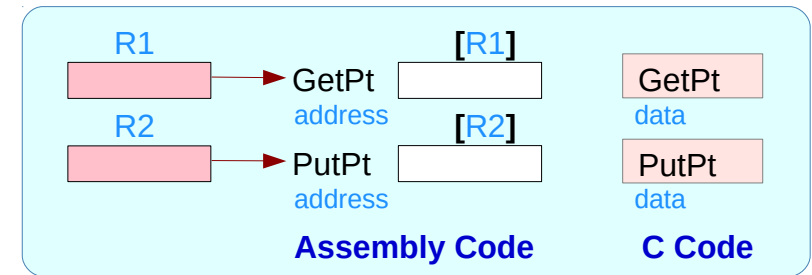 R1 [R1]
GetPt GetPt
address data
R2 [R2]
PutPt PutPt
address data
Assembly Code C Code